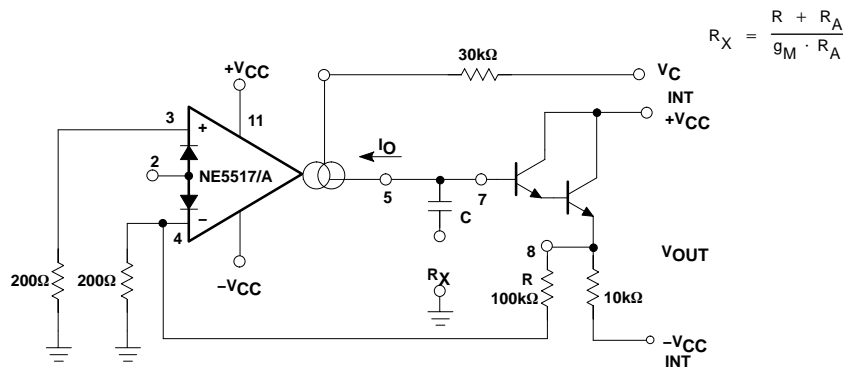 R + R_A
R_X =
g_M · R_A
30kΩ
V_C
INT
+V_CC
+V_CC
3
+
11
I_O
2
NE5517/A
5
7
C
−
4
8
V_OUT
−V_CC
R_X
R
200Ω
200Ω
100kΩ
10kΩ
−V_CC
INT